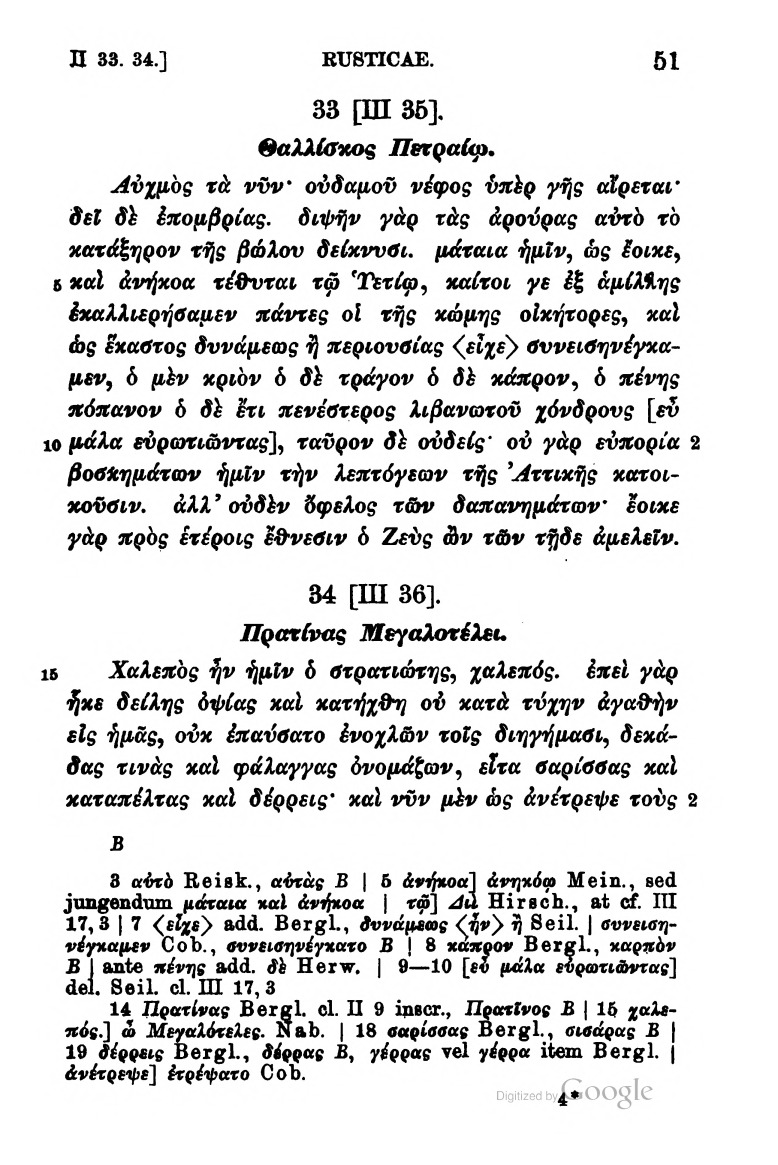 II 33. 34.] RUSTICAE. 51
33 [III 35].
Θαλλίσκος Πετραίῳ.
Αὐχμὸς τὰ νῦν· οὐδαμοῦ νέφος ὑπὲρ γῆς αἴρεται·
δεῖ δὲ ἐπομβρίας. διψῆν γὰρ τὰς ἀρούρας αὐτὸ τὸ
κατάξηρον τῆς βώλου δείκνυσι. μάταια ἡμῖν, ὡς ἔοικε,
5 καὶ ἀνήκοα τέθυται τῷ Ὑετίῳ, καίτοι γε ἐξ ἁμίλλης
ἐκαλλιερήσαμεν πάντες οἱ τῆς κώμης οἰκήτορες, καὶ
ὡς ἕκαστος δυνάμεως ἢ περιουσίας ⟨εἶχε⟩ συνεισηνέγκα-
μεν, ὁ μὲν κριὸν ὁ δὲ τράγον ὁ δὲ κάπρον, ὁ πένης
πόπανον ὁ δὲ ἔτι πενέστερος λιβανωτοῦ χόνδρους [εὖ
10 μάλα εὐρωτιῶντας], ταῦρον δὲ οὐδείς· οὐ γὰρ εὐπορία 2
βοσκημάτων ἡμῖν τὴν λεπτόγεων τῆς Ἀττικῆς κατοι-
κοῦσιν. ἀλλ’ οὐδὲν ὄφελος τῶν δαπανημάτων· ἔοικε
γὰρ πρὸς ἑτέροις ἔθνεσιν ὁ Ζεὺς ὢν τῶν τῇδε ἀμελεῖν.
34 [III 36].
Πρατίνας Μεγαλοτέλει.
15 Χαλεπὸς ἦν ἡμῖν ὁ στρατιώτης, χαλεπός. ἐπεὶ γὰρ
ἧκε δείλης ὀψίας καὶ κατήχθη οὐ κατὰ τύχην ἀγαθὴν
εἰς ἡμᾶς, οὐκ ἐπαύσατο ἐνοχλῶν τοῖς διηγήμασι, δεκά-
δας τινὰς καὶ φάλαγγας ὀνομάζων, εἶτα σαρίσσας καὶ
καταπέλτας καὶ δέρρεις· καὶ νῦν μὲν ὡς ἀνέτρεψε τοὺς 2
B
3 αὐτὸ Reisk., αὐτὰς B | 5 ἀνήκοα] ἀνηκόῳ Mein., sed
jungendum μάταια καὶ ἀνήκοα | τῷ] Διὶ Hirsch., at cf. III
17, 3 | 7 ⟨εἶχε⟩ add. Bergl., δυνάμεως ⟨ἦν⟩ ἢ Seil. | συνειση-
νέγκαμεν Cob., συνεισηνέγκατο B | 8 κάπρον Bergl., καρπὸν
B | ante πένης add. δὲ Herw. | 9—10 [εὖ μάλα εὐρωτιῶντας]
del. Seil. cl. III 17, 3
14 Πρατίνας Bergl. cl. II 9 inscr., Πρατῖνος B | 15 χαλε-
πός.] ὦ Μεγαλότελες. Nab. | 18 σαρίσσας Bergl., σισάρας B |
19 δέρρεις Bergl., δέρρας B, γέρρας vel γέρρα item Bergl. |
ἀνέτρεψε] ἐτρέψατο Cob.
Digitized by Google
4*